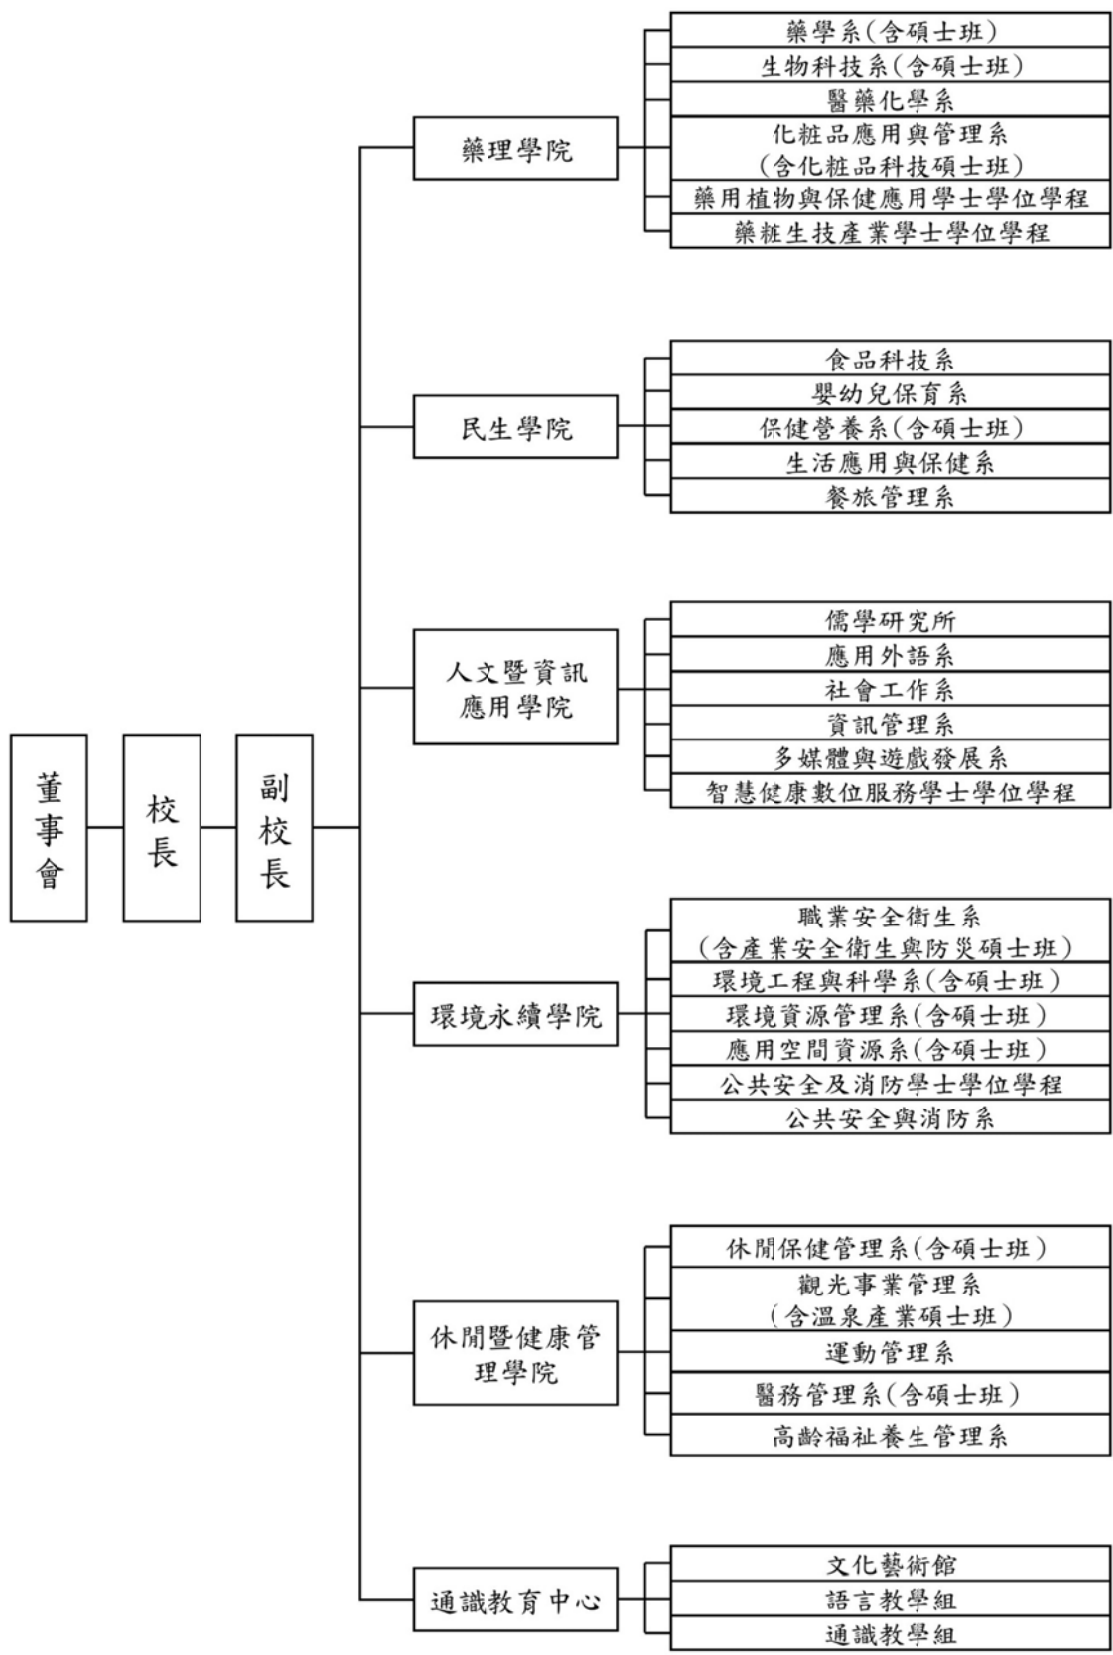 董事會
校長
副校長
藥理學院
藥學系(含碩士班)
生物科技系(含碩士班)
醫藥化學系
化粧品應用與管理系
(含化粧品科技碩士班)
藥用植物與保健應用學士學位學程
藥粧生技產業學士學位學程
民生學院
食品科技系
嬰幼兒保育系
保健營養系(含碩士班)
生活應用與保健系
餐旅管理系
人文暨資訊
應用學院
儒學研究所
應用外語系
社會工作系
資訊管理系
多媒體與遊戲發展系
智慧健康數位服務學士學位學程
環境永續學院
職業安全衛生系
(含產業安全衛生與防災碩士班)
環境工程與科學系(含碩士班)
環境資源管理系(含碩士班)
應用空間資源系(含碩士班)
公共安全及消防學士學位學程
公共安全與消防系
休閒暨健康管
理學院
休閒保健管理系(含碩士班)
觀光事業管理系
(含溫泉產業碩士班)
運動管理系
醫務管理系(含碩士班)
高齡福祉養生管理系
通識教育中心
文化藝術館
語言教學組
通識教學組